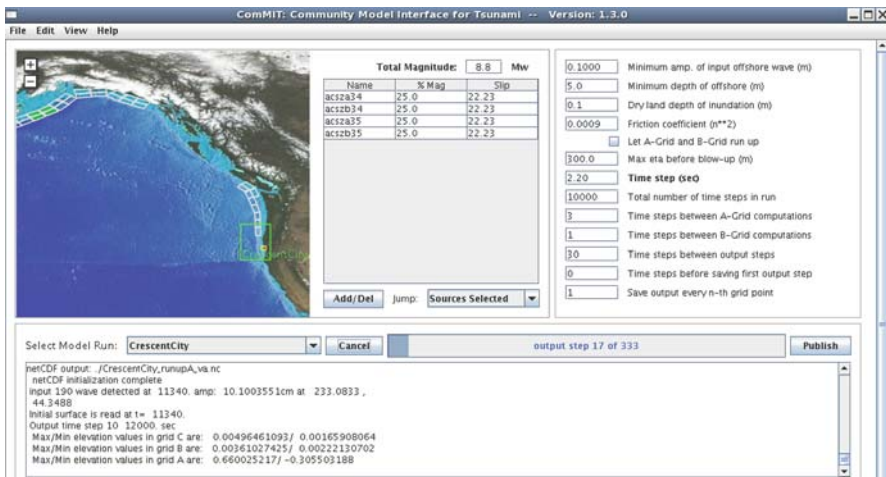 ComMIT: Community Model Interface for Tsunami -- Version: 1.3.0
File Edit View Help
+
−
CrescentCity
Total Magnitude: 8.8 Mw
Name % Mag Slip
acsza34 25.0 22.23
acszb34 25.0 22.23
acsza35 25.0 22.23
acszb35 25.0 22.23
Add/Del Jump: Sources Selected
0.1000 Minimum amp. of input offshore wave (m)
5.0 Minimum depth of offshore (m)
0.1 Dry land depth of inundation (m)
0.0009 Friction coefficient (n**2)
Let A-Grid and B-Grid run up
300.0 Max eta before blow-up (m)
2.20 Time step (sec)
10000 Total number of time steps in run
3 Time steps between A-Grid computations
1 Time steps between B-Grid computations
30 Time steps between output steps
0 Time steps before saving first output step
1 Save output every n-th grid point
Select Model Run: CrescentCity Cancel output step 17 of 333 Publish
netCDF output: ./CrescentCity_runupA_va.nc
netCDF initialization complete
input 190 wave detected at 11340. amp: 10.1003551cm at 233.0833 ,
44.3488
Initial surface is read at t= 11340.
Output time step 10 12000. sec
Max/Min elevation values in grid C are: 0.00496461093/ 0.00165908064
Max/Min elevation values in grid B are: 0.00361027425/ 0.00222130702
Max/Min elevation values in grid A are: 0.660025217/ -0.305503188